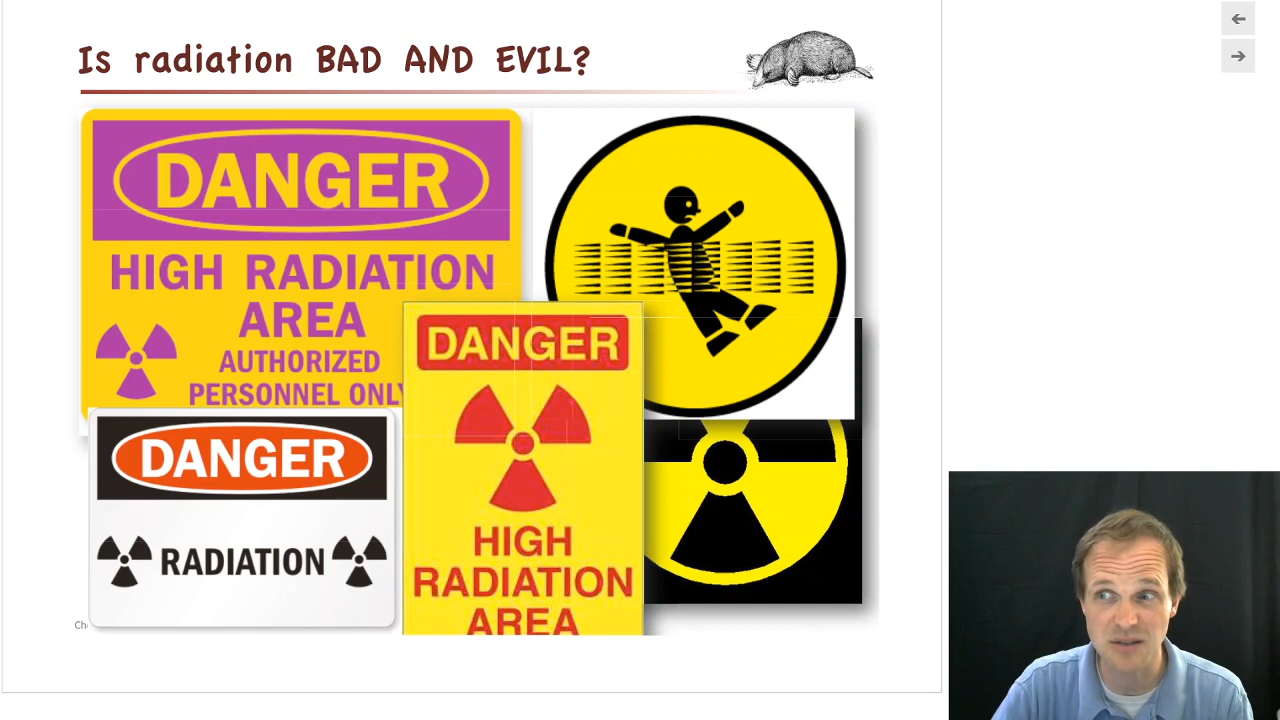 Is radiation BAD AND EVIL?
DANGER
HIGH RADIATION
AREA
AUTHORIZED
PERSONNEL ONLY
DANGER
RADIATION
DANGER
HIGH
RADIATION
AREA